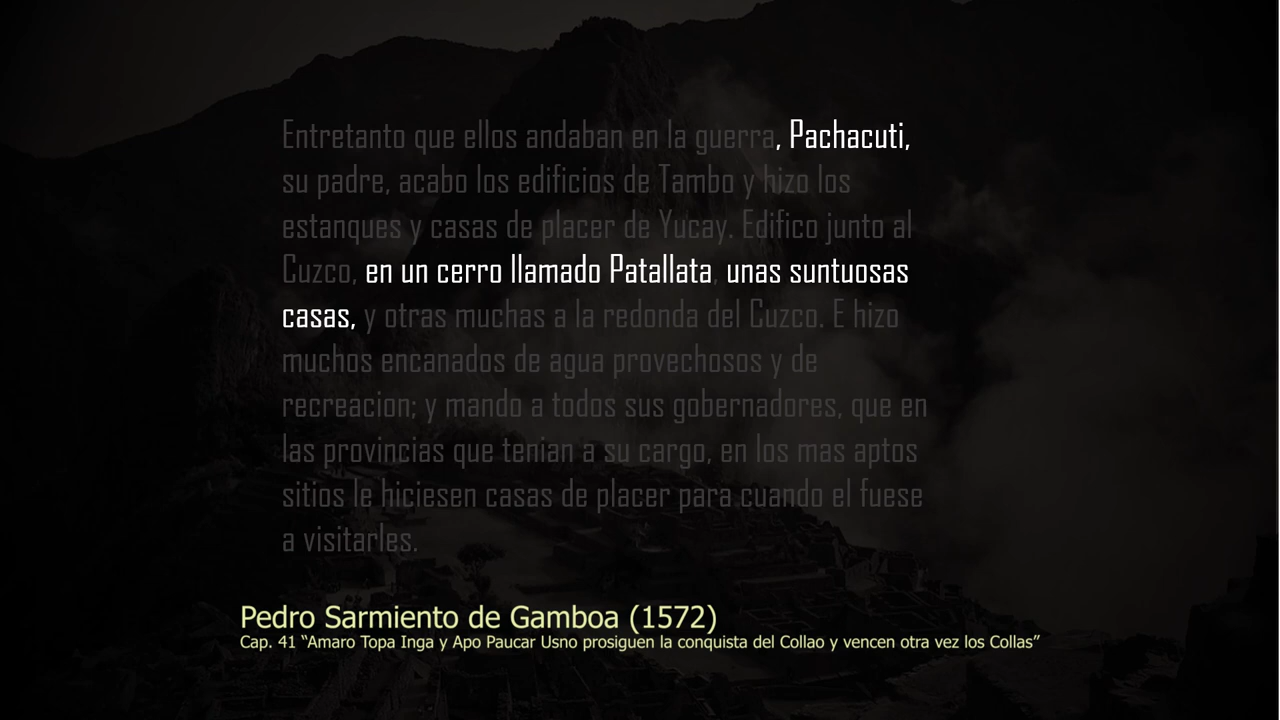 Entretanto que ellos andaban en la guerra, Pachacuti,
su padre, acabo los edificios de Tambo y hizo los
estanques y casas de placer de Yucay. Edifico junto al
Cuzco, en un cerro llamado Patallata, unas suntuosas
casas, y otras muchas a la redonda del Cuzco. E hizo
muchos encanados de agua provechosos y de
recreacion; y mando a todos sus gobernadores, que en
las provincias que tenian a su cargo, en los mas aptos
sitios le hiciesen casas de placer para cuando el fuese
a visitarles.
Pedro Sarmiento de Gamboa (1572)
Cap. 41 “Amaro Topa Inga y Apo Paucar Usno prosiguen la conquista del Collao y vencen otra vez los Collas”